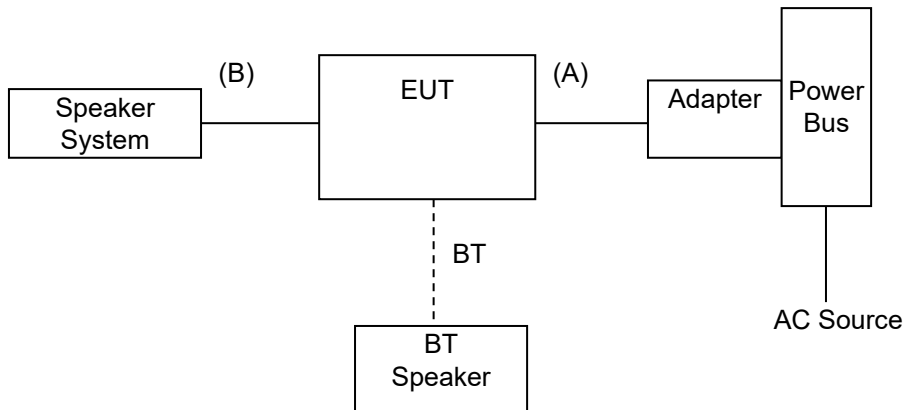 (B)
EUT
(A)
Adapter
Power
Bus
Speaker
System
BT
AC Source
BT
Speaker